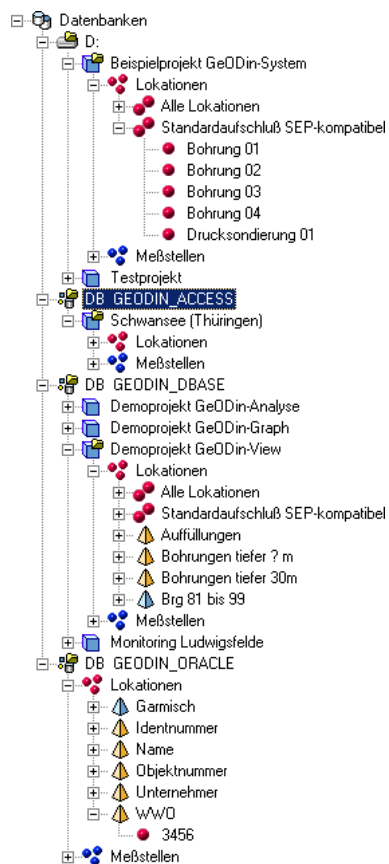 Datenbanken
D:
Beispielprojekt GeODin-System
Lokationen
Alle Lokationen
Standardaufschluß SEP-kompatibel
Bohrung 01
Bohrung 02
Bohrung 03
Bohrung 04
Drucksondierung 01
Meßstellen
Testprojekt
DB GEODIN_ACCESS
Schwansee (Thüringen)
Lokationen
Meßstellen
DB GEODIN_DBASE
Demoprojekt GeODin-Analyse
Demoprojekt GeODin-Graph
Demoprojekt GeODin-View
Lokationen
Alle Lokationen
Standardaufschluß SEP-kompatibel
Auffüllungen
Bohrungen tiefer ? m
Bohrungen tiefer 30m
Brg 81 bis 99
Meßstellen
Monitoring Ludwigsfelde
DB GEODIN_ORACLE
Lokationen
Garmisch
Identnummer
Name
Objektnummer
Unternehmer
WWO
3456
Meßstellen